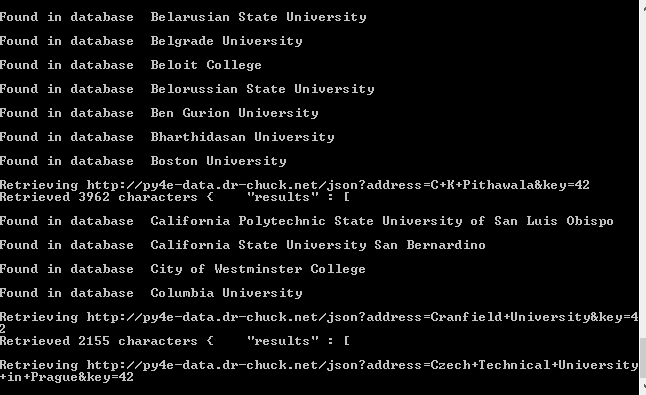 Found in database  Belarusian State University
Found in database  Belgrade University
Found in database  Beloit College
Found in database  Belorussian State University
Found in database  Ben Gurion University
Found in database  Bharthidasan University
Found in database  Boston University
Retrieving http://py4e-data.dr-chuck.net/json?address=C+K+Pithawala&key=42
Retrieved 3962 characters {    "results" : [
Found in database  California Polytechnic State University of San Luis Obispo
Found in database  California State University San Bernardino
Found in database  City of Westminster College
Found in database  Columbia University
Retrieving http://py4e-data.dr-chuck.net/json?address=Cranfield+University&key=4
2
Retrieved 2155 characters {    "results" : [
Retrieving http://py4e-data.dr-chuck.net/json?address=Czech+Technical+University
+in+Prague&key=42